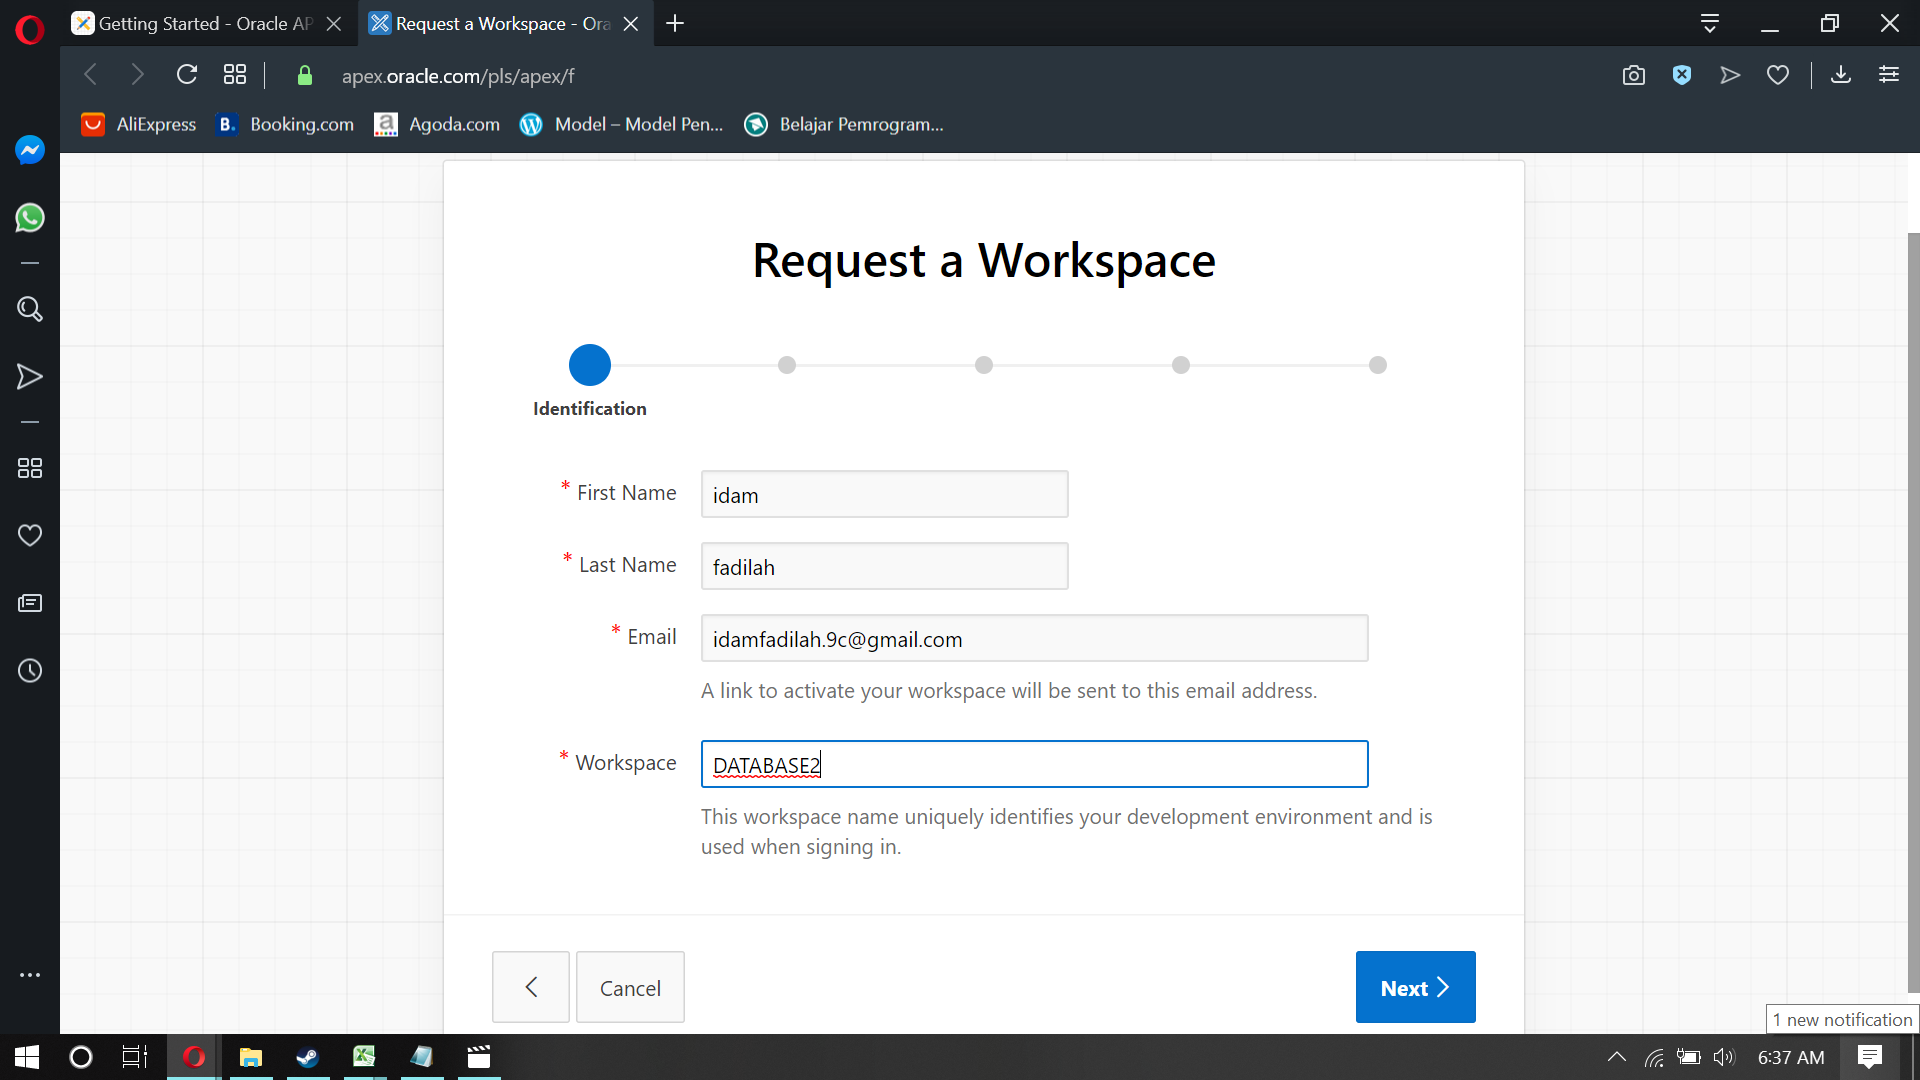 Getting Started - Oracle AP
Request a Workspace - Ora
apex.oracle.com/pls/apex/f
AliExpress
B. Booking.com
a Agoda.com
Model – Model Pen...
Belajar Pemrogram...
Request a Workspace
Identification
* First Name
idam
* Last Name
fadilah
* Email
idamfadilah.9c@gmail.com
A link to activate your workspace will be sent to this email address.
* Workspace
DATABASE2
This workspace name uniquely identifies your development environment and is
used when signing in.
Cancel
Next
1 new notification
6:37 AM